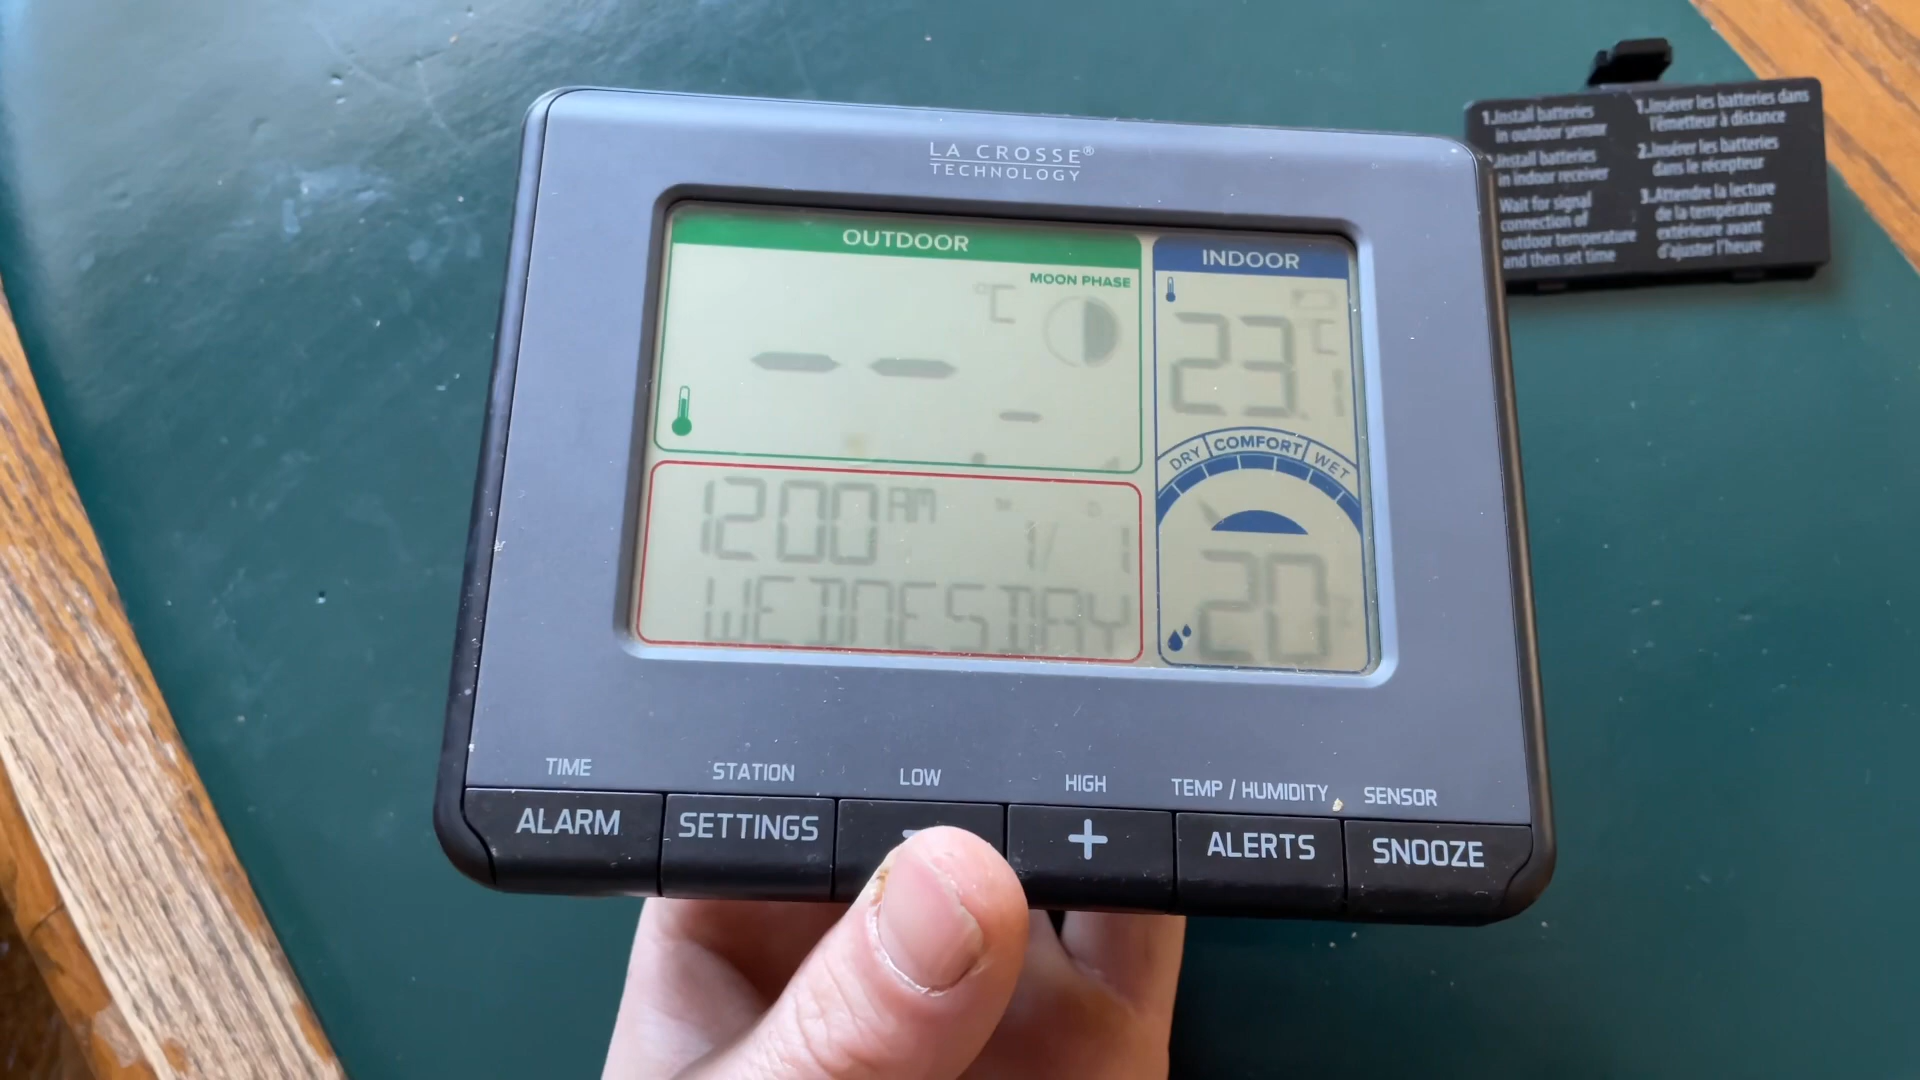 LA CROSSE®
TECHNOLOGY
OUTDOOR
MOON PHASE
°C
-- -
12 00 AM
1/ 1
WEDNESDAY
INDOOR
23.1 °C
DRY COMFORT WET
20
TIME
STATION
LOW
HIGH
TEMP / HUMIDITY
SENSOR
ALARM
SETTINGS
+
ALERTS
SNOOZE
1.Install batteries
in outdoor sensor
Install batteries
in indoor receiver
Wait for signal
connection of
outdoor temperature
and then set time
1.Insérer les batteries dans
l'émetteur à distance
2.Insérer les batteries
dans le récepteur
3.Attendre la lecture
de la température
extérieure avant
d'ajuster l'heure